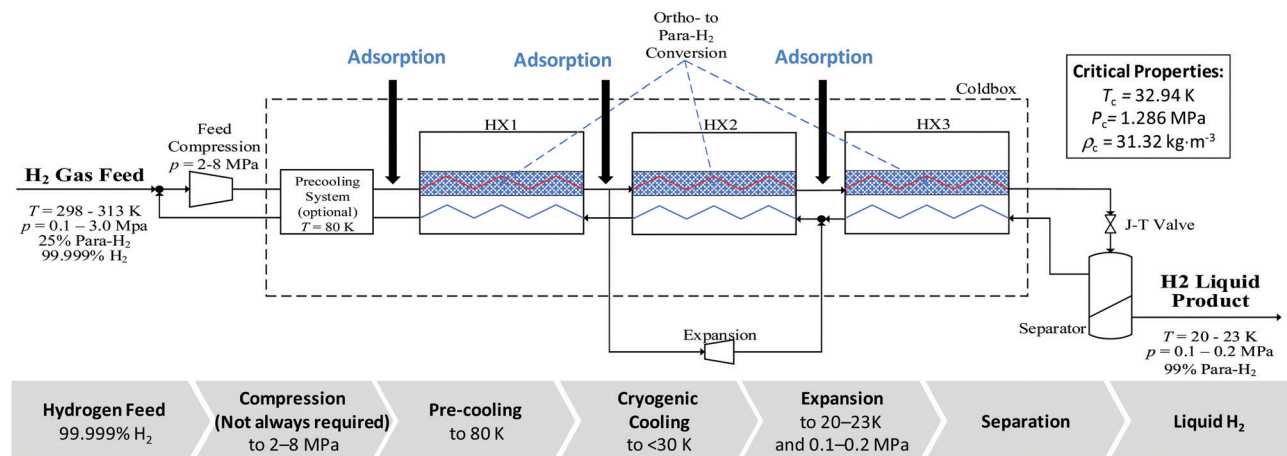 Ortho- to
Para-H₂
Conversion
Adsorption
Adsorption
Adsorption
Critical Properties:
T_c = 32.94 K
P_c= 1.286 MPa
ρ_c = 31.32 kg·m⁻³
Coldbox
Feed
Compression
p = 2-8 MPa
HX1
HX2
HX3
H₂ Gas Feed
T = 298 - 313 K
p = 0.1 – 3.0 Mpa
25% Para-H₂
99.999% H₂
Precooling
System
(optional)
T = 80 K
J-T Valve
Expansion
Separator
H2 Liquid
Product
T = 20 - 23 K
p = 0.1 – 0.2 MPa
99% Para-H₂
Hydrogen Feed
99.999% H₂
Compression
(Not always required)
to 2–8 MPa
Pre-cooling
to 80 K
Cryogenic
Cooling
to <30 K
Expansion
to 20–23K
and 0.1–0.2 MPa
Separation
Liquid H₂